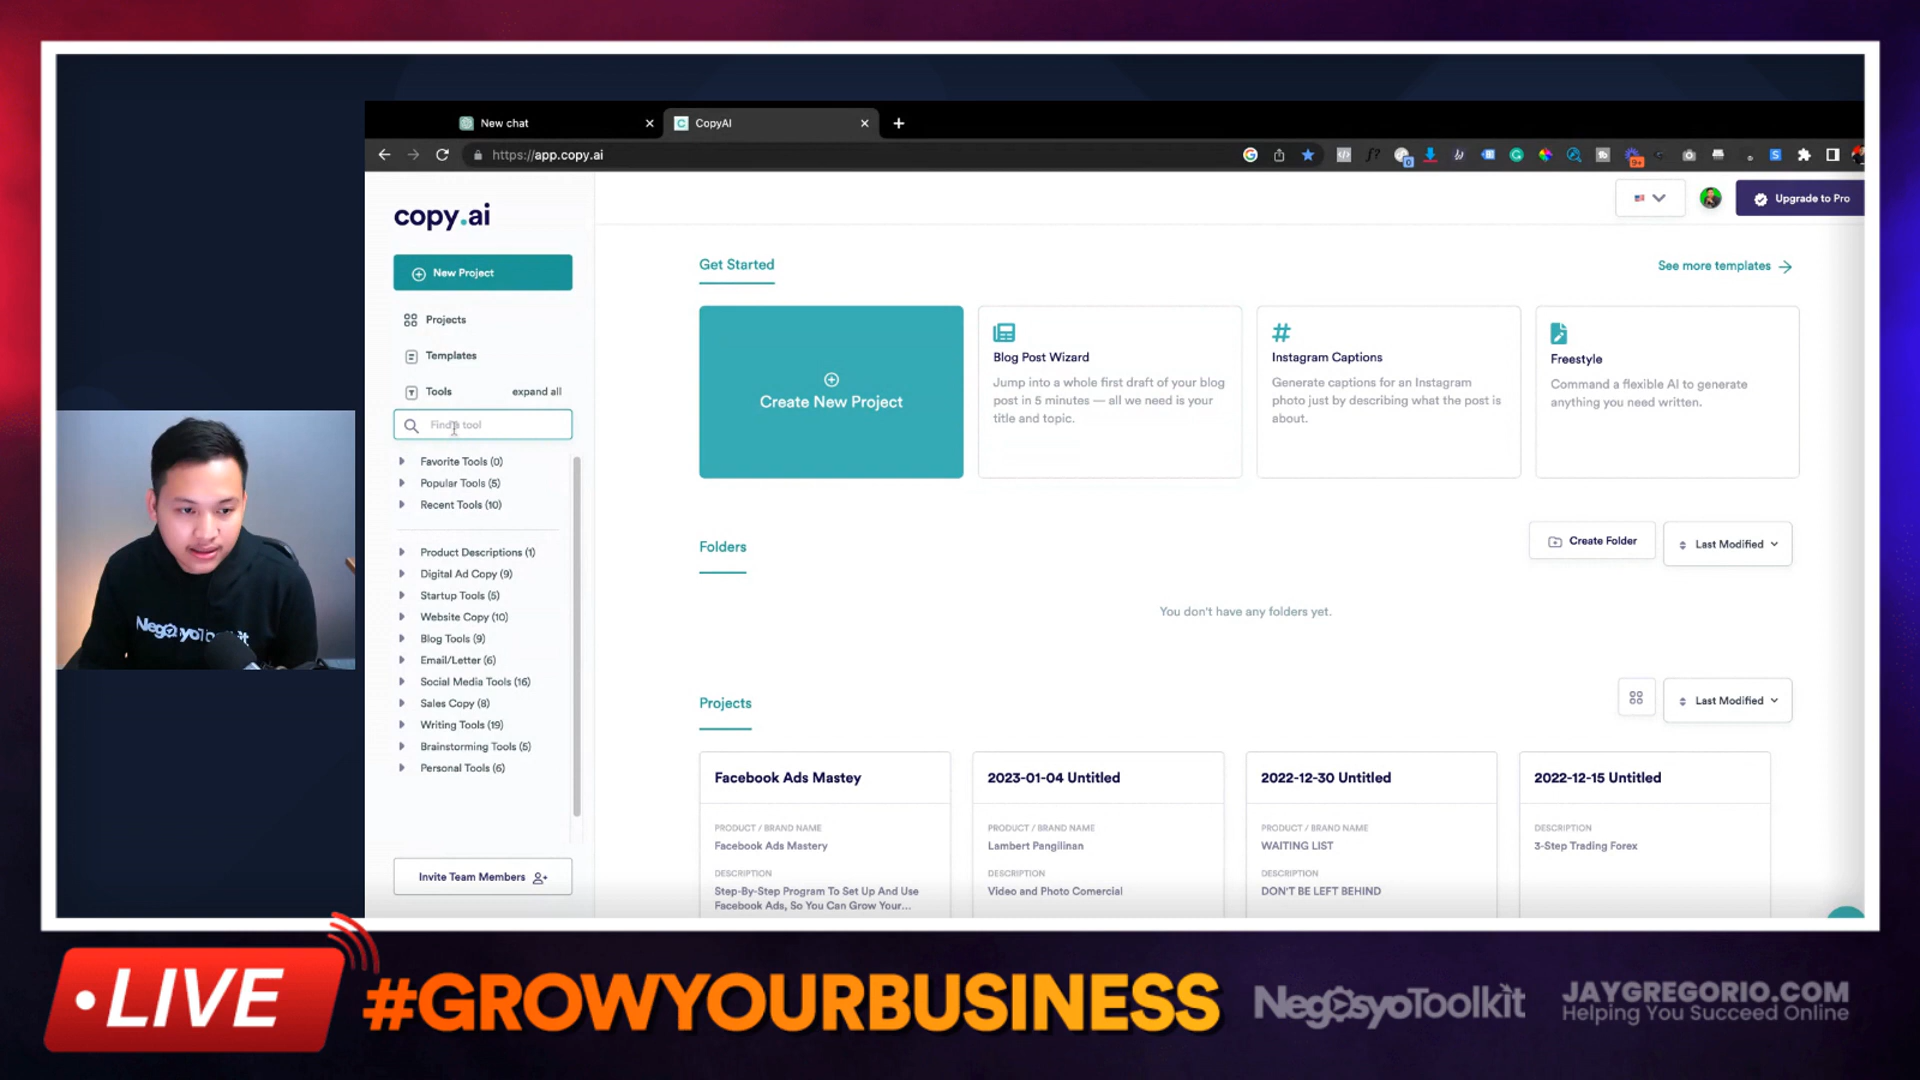 New chat
CopyAI
https://app.copy.ai
9+
copy.ai
Upgrade to Pro
New Project
Projects
Templates
Tools
expand all
Find a tool
Favorite Tools (0)
Popular Tools (5)
Recent Tools (10)
Product Descriptions (1)
Digital Ad Copy (9)
Startup Tools (5)
Website Copy (10)
Blog Tools (9)
Email/Letter (6)
Social Media Tools (16)
Sales Copy (8)
Writing Tools (19)
Brainstorming Tools (5)
Personal Tools (6)
Invite Team Members
Get Started
See more templates
Create New Project
Blog Post Wizard
Jump into a whole first draft of your blog
post in 5 minutes — all we need is your
title and topic.
Instagram Captions
Generate captions for an Instagram
photo just by describing what the post is
about.
Freestyle
Command a flexible AI to generate
anything you need written.
Folders
Create Folder
Last Modified
You don't have any folders yet.
Projects
Last Modified
Facebook Ads Mastey
PRODUCT / BRAND NAME
Facebook Ads Mastery
DESCRIPTION
Step-By-Step Program To Set Up And Use
Facebook Ads, So You Can Grow Your...
2023-01-04 Untitled
PRODUCT / BRAND NAME
Lambert Pangilinan
DESCRIPTION
Video and Photo Comercial
2022-12-30 Untitled
PRODUCT / BRAND NAME
WAITING LIST
DESCRIPTION
DON'T BE LEFT BEHIND
2022-12-15 Untitled
DESCRIPTION
3-Step Trading Forex
NegosyoToolkit
LIVE
#GROWYOURBUSINESS
NegosyoToolkit
JAYGREGORIO.COM
Helping You Succeed Online